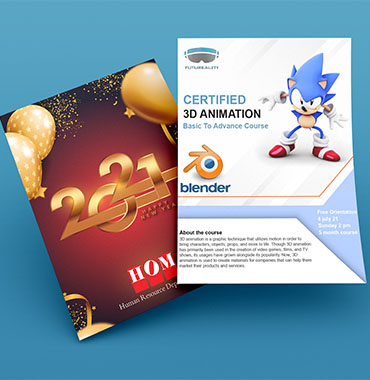 2021
HAPPY
NEW YEAR
HOM
Human Resource Dep
FUTUREALITY
CERTIFIED
3D ANIMATION
Basic To Advance Course
blender
Free Orientation
4 july 21
Sunday 3 pm
3 month course
About the course
3D animation is a graphic technique that utilizes motion in order to
bring characters, objects, props, and more to life. Though 3D animation
has primarily been used in the creation of video games, films, and TV
shows, its usages have grown alongside its popularity. Now, 3D
animation is used to create materials for companies that can help them
market their products and services.